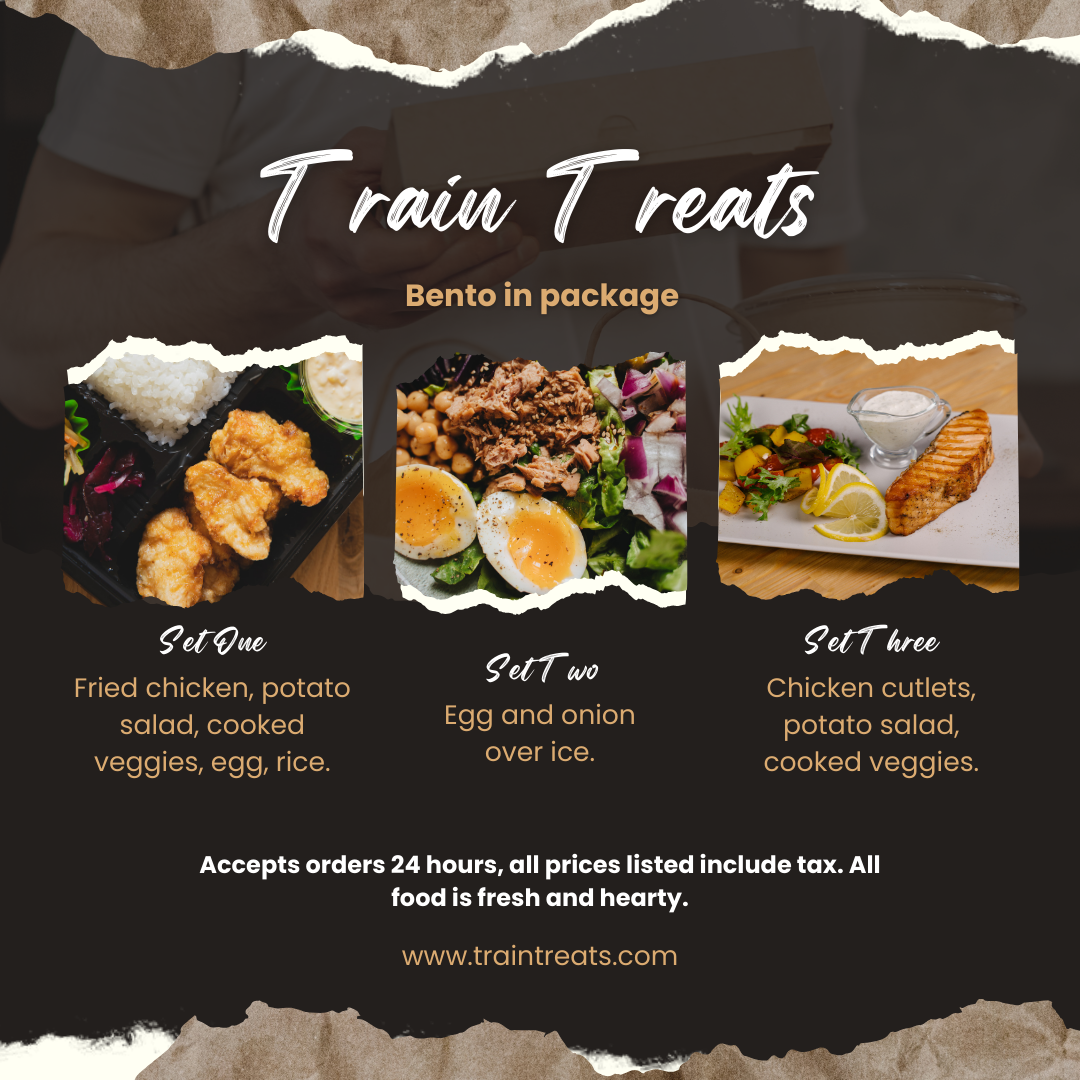 Train Treats
Bento in package
Set One
Fried chicken, potato
salad, cooked
veggies, egg, rice.
Set Two
Egg and onion
over ice.
Set Three
Chicken cutlets,
potato salad,
cooked veggies.
Accepts orders 24 hours, all prices listed include tax. All
food is fresh and hearty.
www.traintreats.com